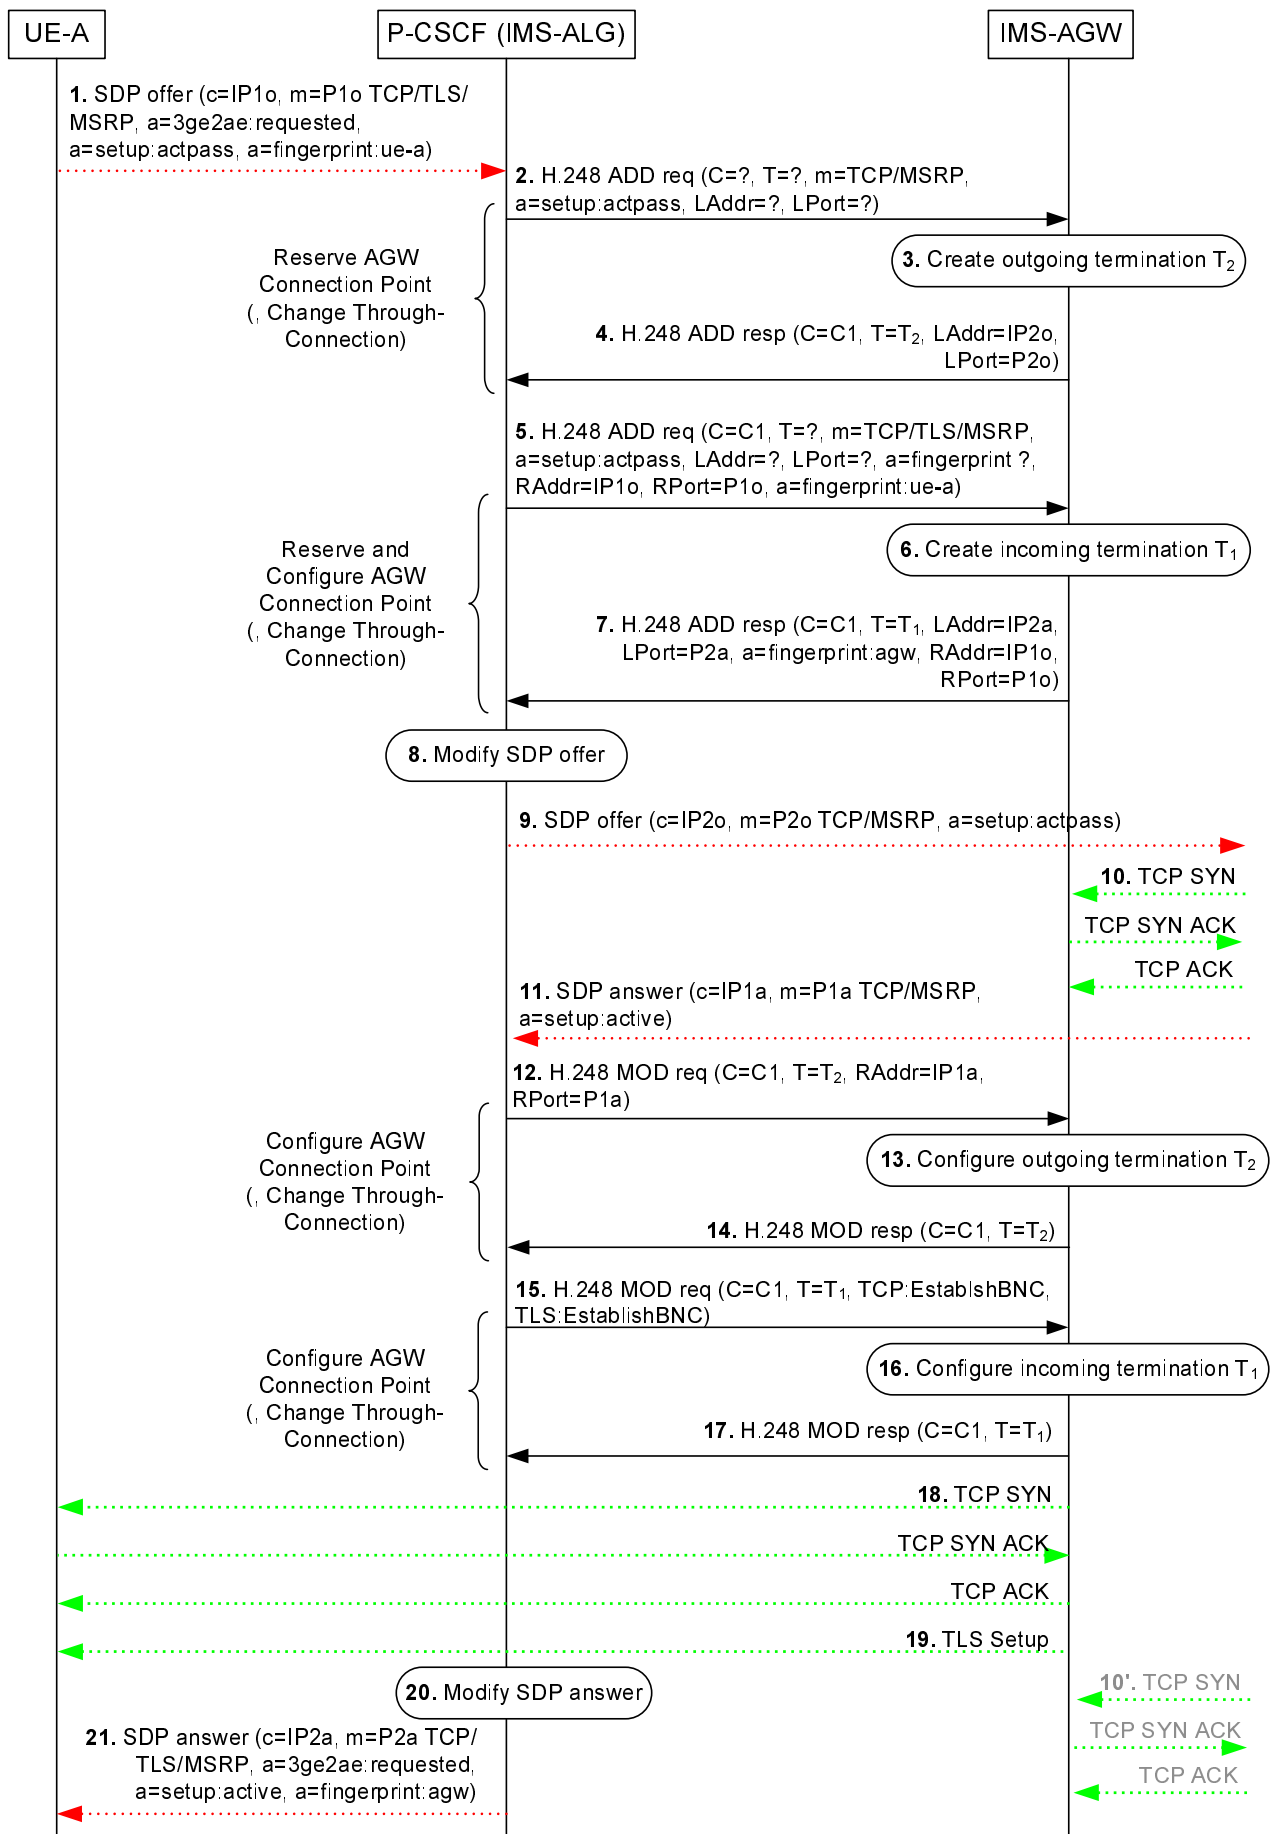 UE-A
P-CSCF (IMS-ALG)
IMS-AGW
1. SDP offer (c=IP1o, m=P1o TCP/TLS/
MSRP, a=3ge2ae:requested,
a=setup:actpass, a=fingerprint:ue-a)
2. H.248 ADD req (C=?, T=?, m=TCP/MSRP,
a=setup:actpass, LAddr=?, LPort=?)
Reserve AGW
Connection Point
(, Change Through-
Connection)
3. Create outgoing termination T2
4. H.248 ADD resp (C=C1, T=T2, LAddr=IP2o,
LPort=P2o)
5. H.248 ADD req (C=C1, T=?, m=TCP/TLS/MSRP,
a=setup:actpass, LAddr=?, LPort=?, a=fingerprint ?,
RAddr=IP1o, RPort=P1o, a=fingerprint:ue-a)
Reserve and
Configure AGW
Connection Point
(, Change Through-
Connection)
6. Create incoming termination T1
7. H.248 ADD resp (C=C1, T=T1, LAddr=IP2a,
LPort=P2a, a=fingerprint:agw, RAddr=IP1o,
RPort=P1o)
8. Modify SDP offer
9. SDP offer (c=IP2o, m=P2o TCP/MSRP, a=setup:actpass)
10. TCP SYN
TCP SYN ACK
TCP ACK
11. SDP answer (c=IP1a, m=P1a TCP/MSRP,
a=setup:active)
12. H.248 MOD req (C=C1, T=T2, RAddr=IP1a,
RPort=P1a)
Configure AGW
Connection Point
(, Change Through-
Connection)
13. Configure outgoing termination T2
14. H.248 MOD resp (C=C1, T=T2)
15. H.248 MOD req (C=C1, T=T1, TCP:EstablshBNC,
TLS:EstablishBNC)
Configure AGW
Connection Point
(, Change Through-
Connection)
16. Configure incoming termination T1
17. H.248 MOD resp (C=C1, T=T1)
18. TCP SYN
TCP SYN ACK
TCP ACK
19. TLS Setup
20. Modify SDP answer
10'. TCP SYN
TCP SYN ACK
TCP ACK
21. SDP answer (c=IP2a, m=P2a TCP/
TLS/MSRP, a=3ge2ae:requested,
a=setup:active, a=fingerprint:agw)